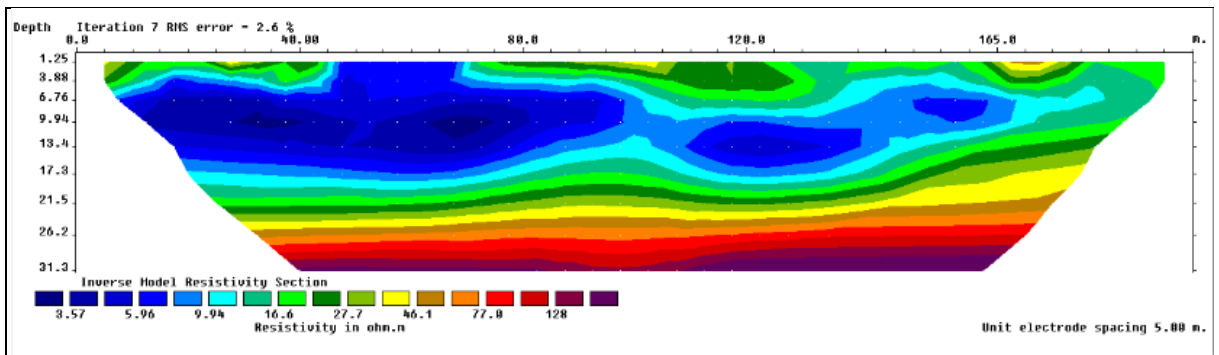 Depth Iteration 7 RMS error = 2.6 %
0.0 40.00 80.0 120.0 165.0 m.
1.25
3.88
6.76
9.94
13.4
17.3
21.5
26.2
31.3
Inverse Model Resistivity Section
3.57 5.96 9.94 16.6 27.7 46.1 77.0 128
Resistivity in ohm.m
Unit electrode spacing 5.00 m.